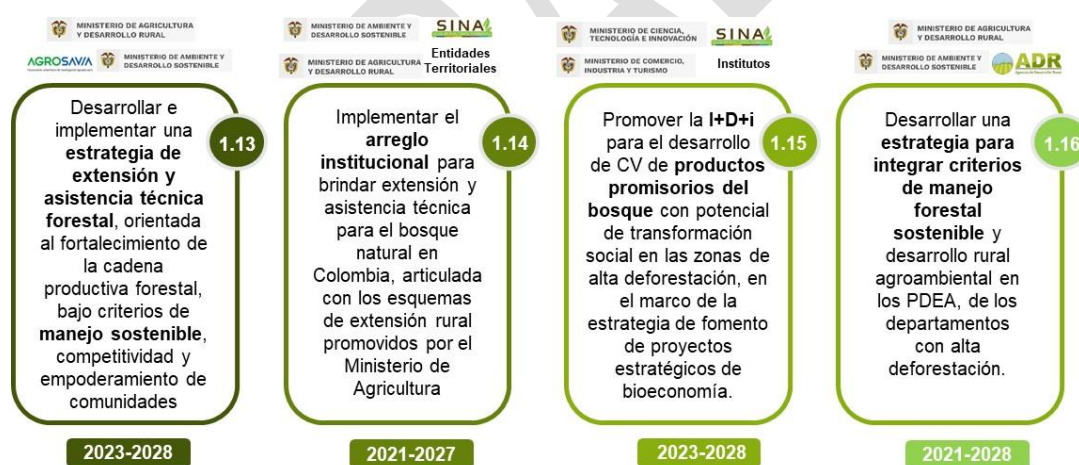 MINISTERIO DE AGRICULTURA
Y DESARROLLO RURAL
AGROSAVIA
MINISTERIO DE AMBIENTE Y
DESARROLLO SOSTENIBLE
Desarrollar e
implementar una
estrategia de
extensión y
asistencia técnica
forestal, orientada
al fortalecimiento de
la cadena
productiva forestal,
bajo criterios de
manejo sostenible,
competitividad y
empoderamiento de
comunidades
1.13
2023-2028
MINISTERIO DE AMBIENTE Y
DESARROLLO SOSTENIBLE
SINA
MINISTERIO DE AGRICULTURA
Y DESARROLLO RURAL
Entidades
Territoriales
Implementar el
arreglo
institucional para
brindar extensión y
asistencia técnica
para el bosque
natural en
Colombia, articulada
con los esquemas
de extensión rural
promovidos por el
Ministerio de
Agricultura
1.14
2021-2027
MINISTERIO DE CIENCIA,
TECNOLOGÍA E INNOVACIÓN
SINA
MINISTERIO DE COMERCIO,
INDUSTRIA Y TURISMO
Institutos
Promover la I+D+i
para el desarrollo
de CV de productos
promisorios del
bosque con potencial
de transformación
social en las zonas de
alta deforestación, en
el marco de la
estrategia de fomento
de proyectos
estratégicos de
bioeconomía.
1.15
2023-2028
MINISTERIO DE AGRICULTURA
Y DESARROLLO RURAL
MINISTERIO DE AMBIENTE Y
DESARROLLO SOSTENIBLE
ADR
Agencia de Desarrollo Rural
Desarrollar una
estrategia para
integrar criterios
de manejo
forestal
sostenible y
desarrollo rural
agroambiental en
los PDEA, de los
departamentos
con alta
deforestación.
1.16
2021-2028